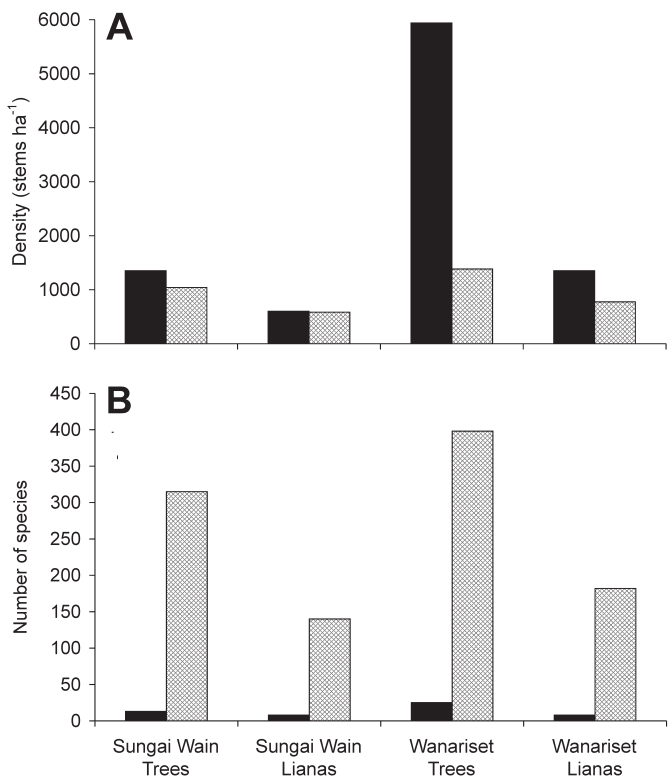 A
6000
5000
4000
3000
2000
1000
0
Density (stems ha⁻¹)
B
450
400
350
300
250
200
150
100
50
0
Number of species
Sungai Wain Trees
Sungai Wain Lianas
Wanariset Trees
Wanariset Lianas